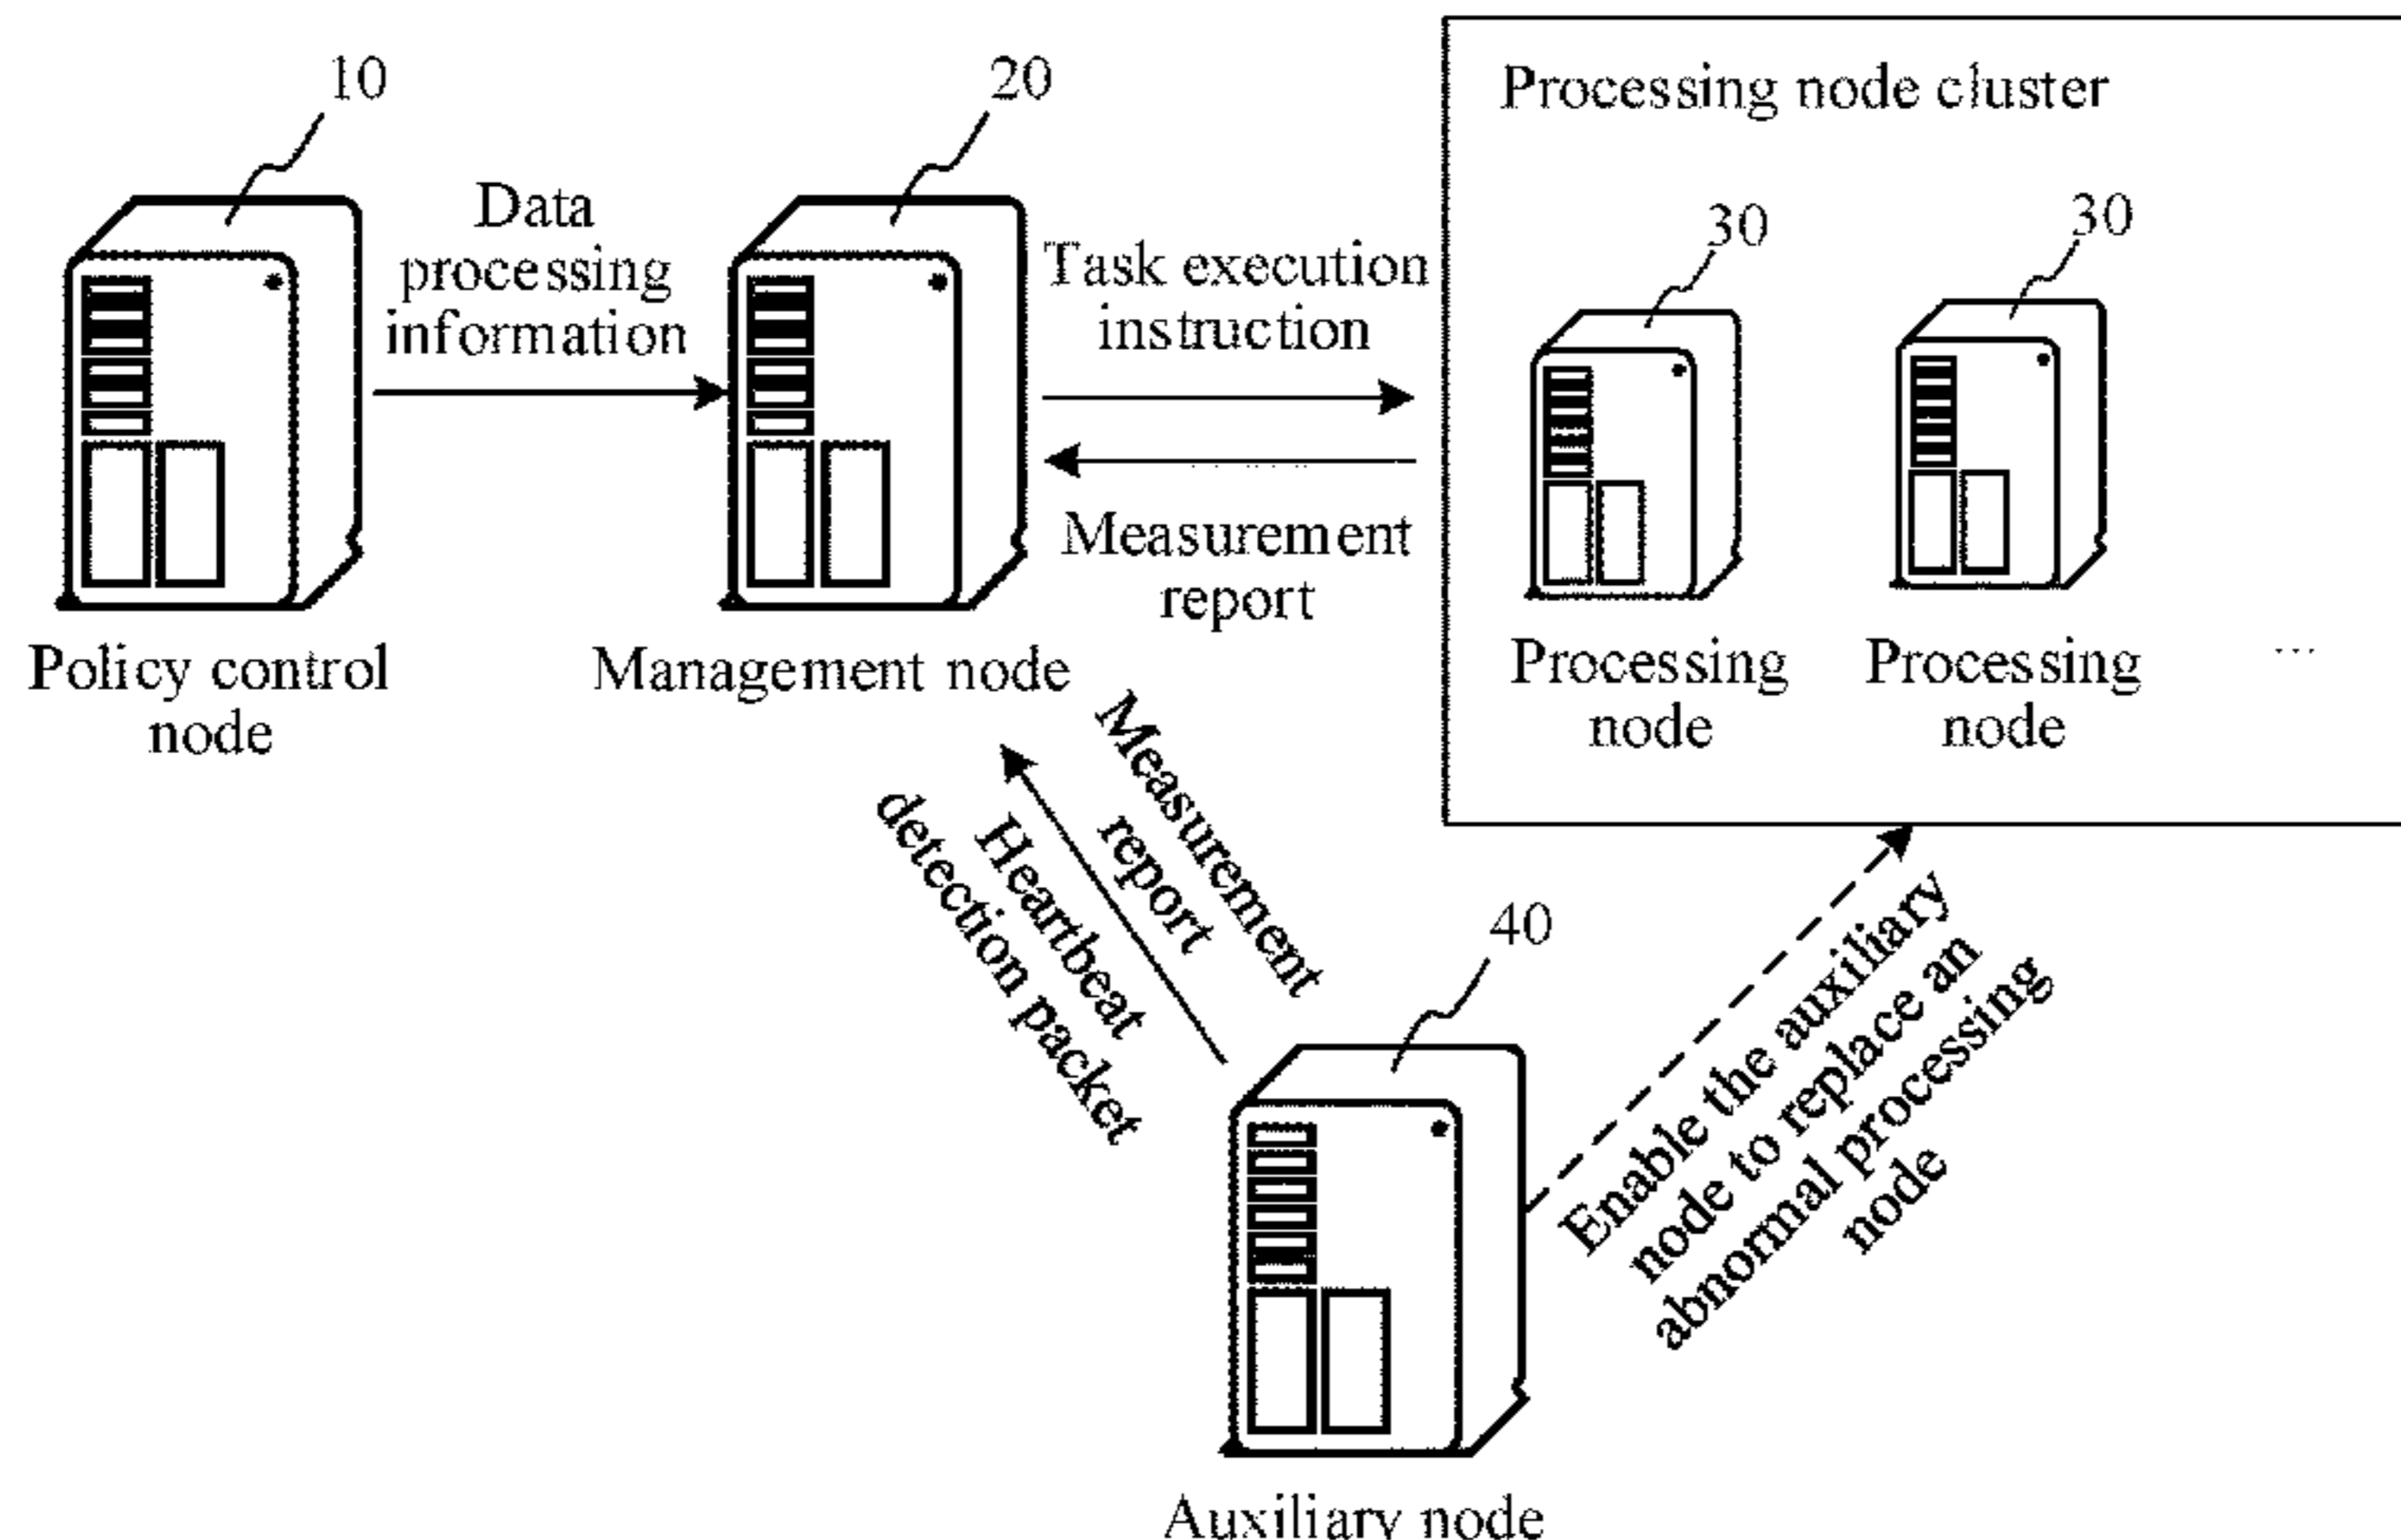 10
20
Processing node cluster
30
30
Data
processing
information
Task execution
instruction
Measurement
report
Policy control
node
Management node
Processing
node
Processing
node
...
Measurement
report
Heartbeat
detection packet
40
Enable the auxiliary
node to replace an
abnormal processing
node
Auxiliary node